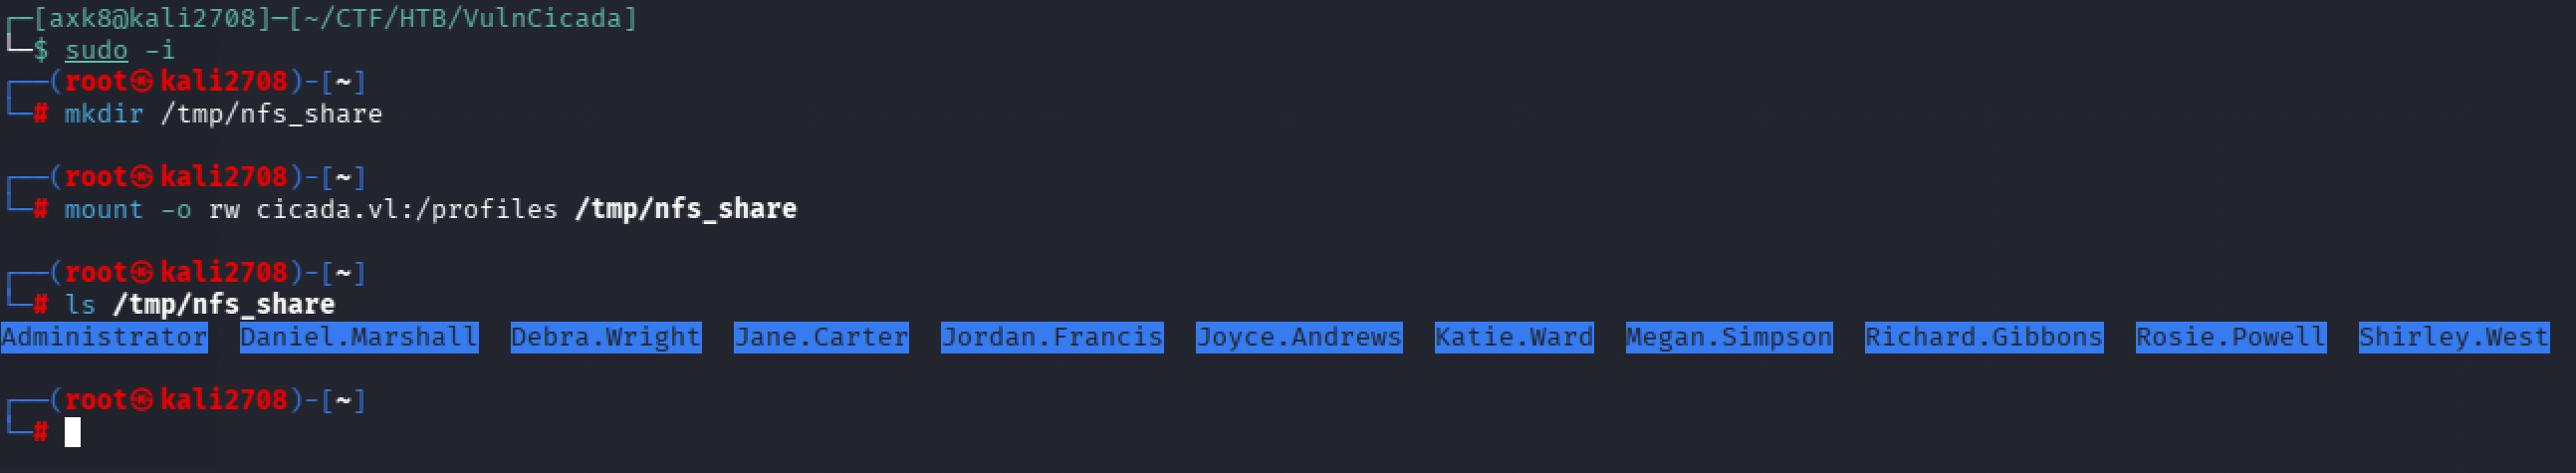 ┌─[axk8@kali2708]─[~/CTF/HTB/VulnCicada]
└─$ sudo -i
┌──(root㉿kali2708)-[~]
└─# mkdir /tmp/nfs_share
┌──(root㉿kali2708)-[~]
└─# mount -o rw cicada.vl:/profiles /tmp/nfs_share
┌──(root㉿kali2708)-[~]
└─# ls /tmp/nfs_share
Administrator  Daniel.Marshall  Debra.Wright  Jane.Carter  Jordan.Francis  Joyce.Andrews  Katie.Ward  Megan.Simpson  Richard.Gibbons  Rosie.Powell  Shirley.West
┌──(root㉿kali2708)-[~]
└─#